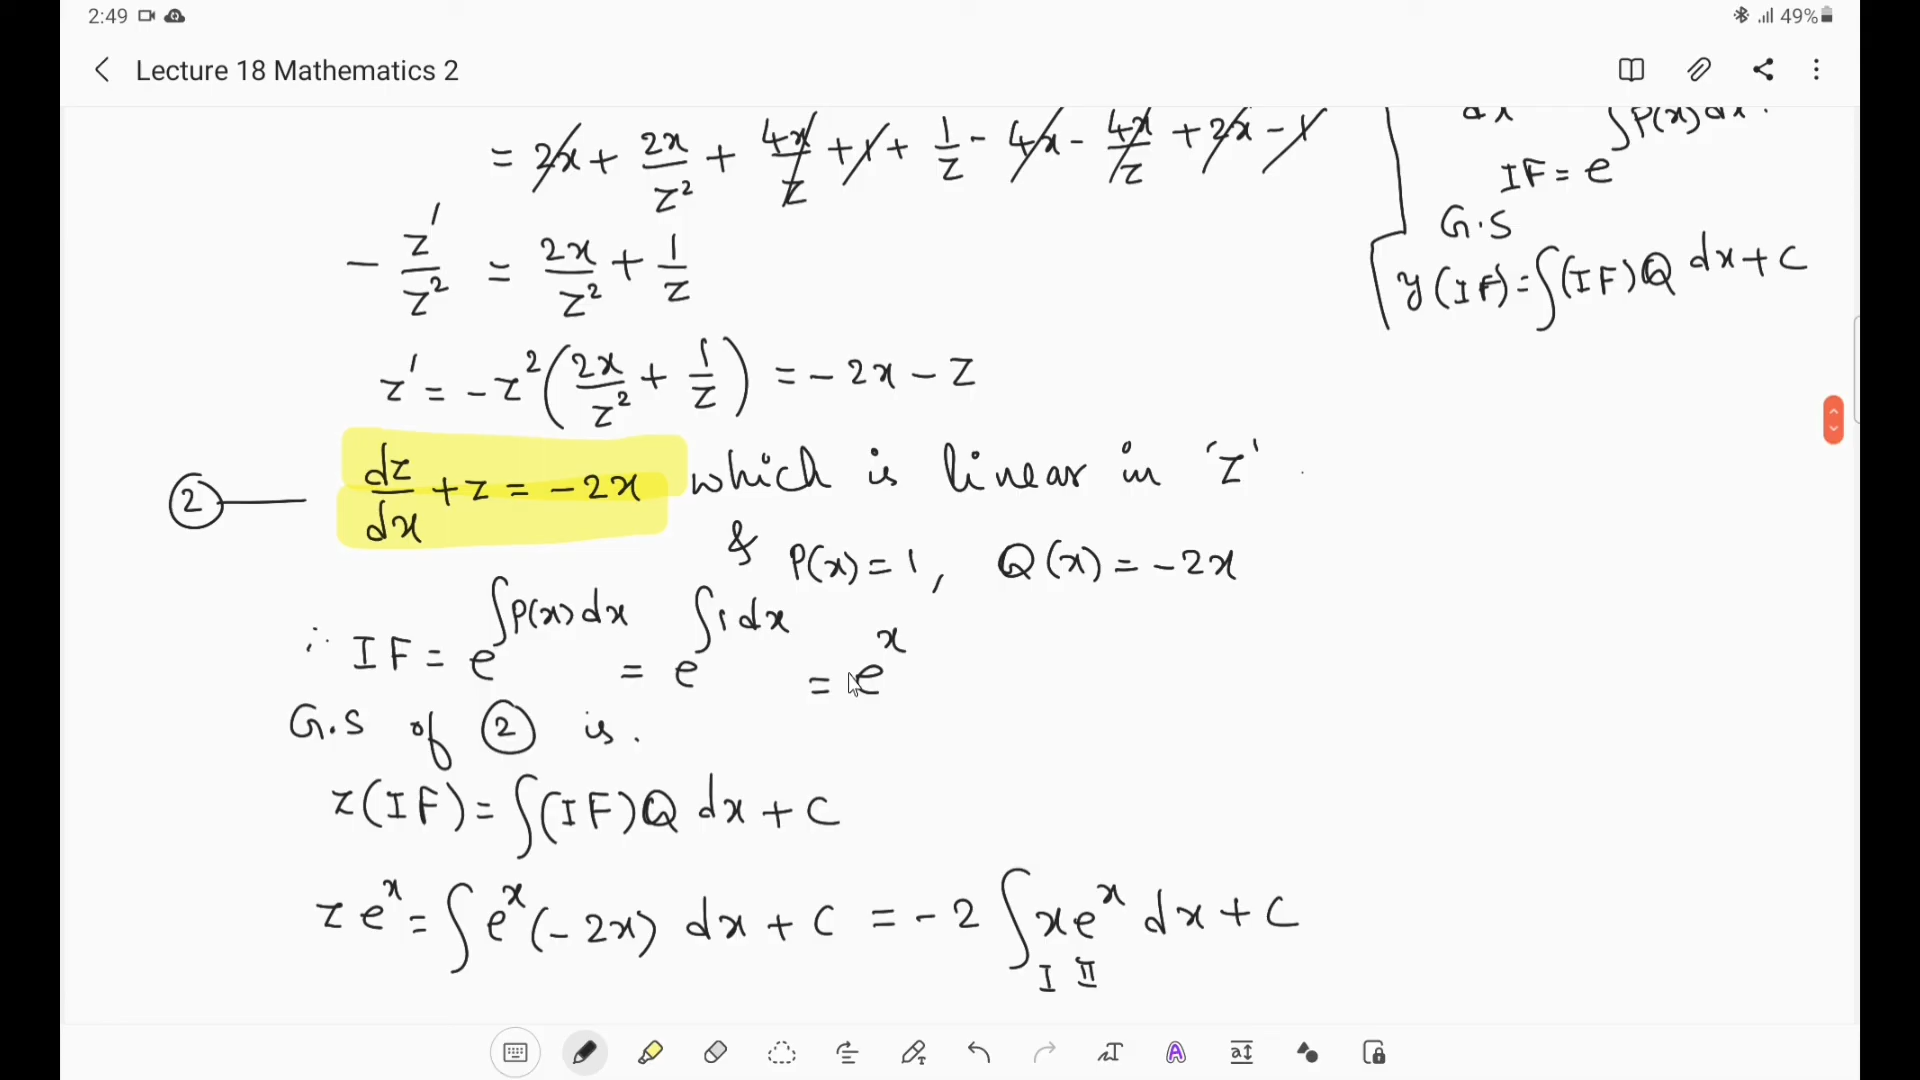 2:49
49%
Lecture 18 Mathematics 2
= 2x + 2x/z² + 4x/z + 1 + 1/z - 4x - 4x/z + 2x - 1
dx ∫P(x)dx.
IF = e
G.S
y(IF) = ∫(IF)Q dx + C
- z'/z² = 2x/z² + 1/z
z' = -z²(2x/z² + 1/z) = -2x - z
② dz/dx + z = -2x which is linear in 'z'
& P(x) = 1, Q(x) = -2x
∴ IF = e^∫P(x)dx = e^∫1dx = e^x
G.S of ② is.
z(IF) = ∫(IF)Q dx + C
z e^x = ∫e^x(-2x) dx + C = -2∫xe^x dx + C
I II